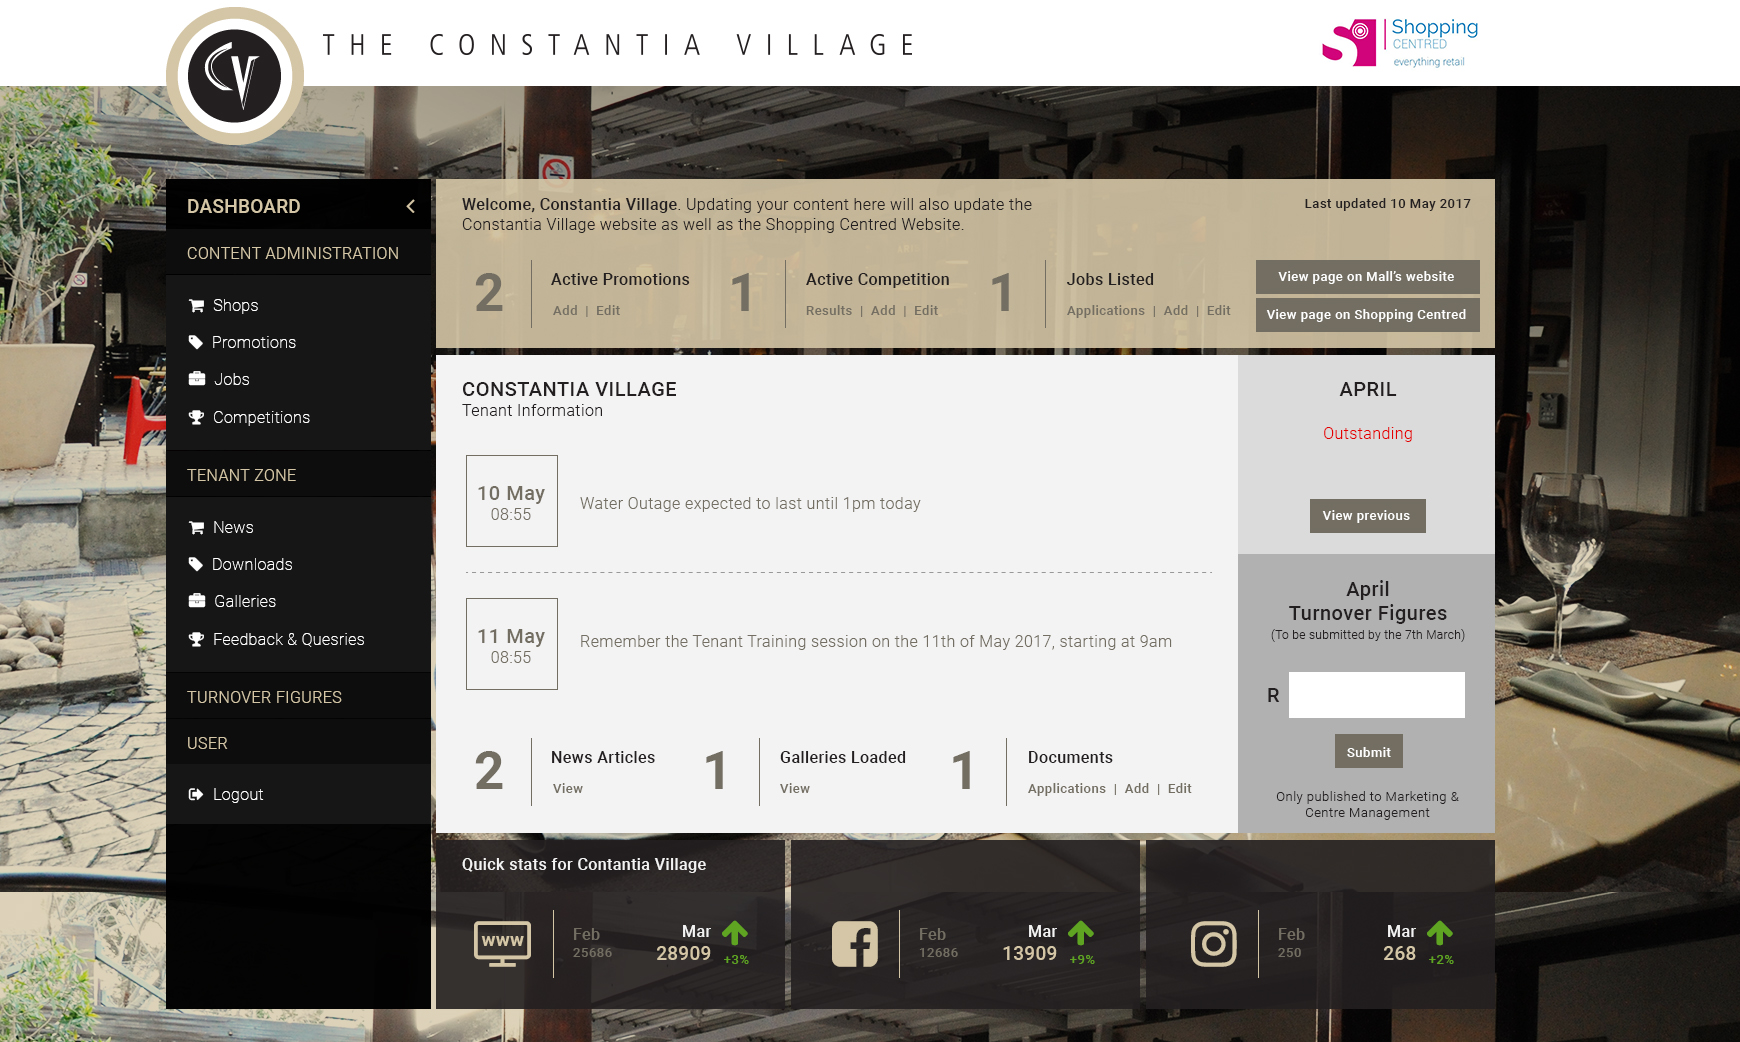 CV
THE CONSTANTIA VILLAGE
Shopping
CENTRED
everything retail
DASHBOARD
CONTENT ADMINISTRATION
Shops
Promotions
Jobs
Competitions
TENANT ZONE
News
Downloads
Galleries
Feedback & Quesries
TURNOVER FIGURES
USER
Logout
Welcome, Constantia Village. Updating your content here will also update the
Constantia Village website as well as the Shopping Centred Website.
Last updated 10 May 2017
2 Active Promotions
Add | Edit
1 Active Competition
Results | Add | Edit
1 Jobs Listed
Applications | Add | Edit
View page on Mall's website
View page on Shopping Centred
CONSTANTIA VILLAGE
Tenant Information
10 May
08:55
Water Outage expected to last until 1pm today
11 May
08:55
Remember the Tenant Training session on the 11th of May 2017, starting at 9am
2 News Articles
View
1 Galleries Loaded
View
1 Documents
Applications | Add | Edit
APRIL
Outstanding
View previous
April
Turnover Figures
(To be submitted by the 7th March)
R
Submit
Only published to Marketing &
Centre Management
Quick stats for Contantia Village
www
Feb
25686
Mar
28909
+3%
Feb
12686
Mar
13909
+9%
Feb
250
Mar
268
+2%